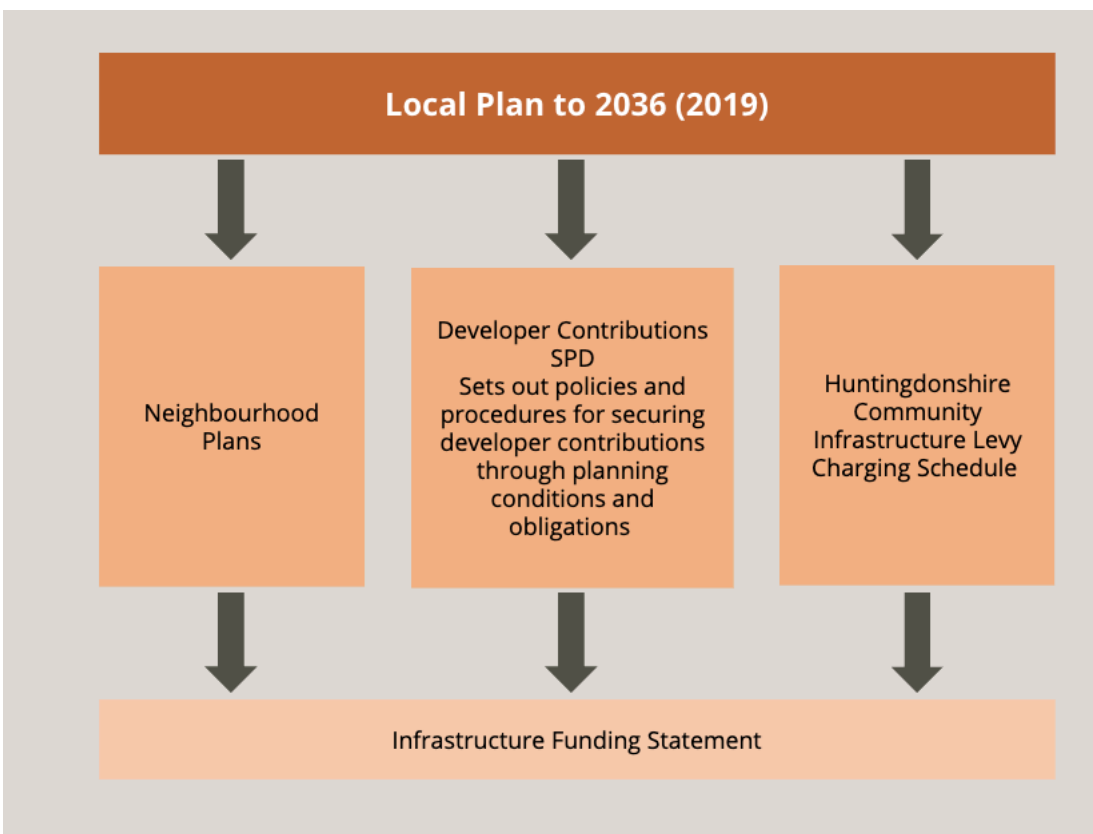 Local Plan to 2036 (2019)
Neighbourhood
Plans
Developer Contributions
SPD
Sets out policies and
procedures for securing
developer contributions
through planning
conditions and
obligations
Huntingdonshire
Community
Infrastructure Levy
Charging Schedule
Infrastructure Funding Statement